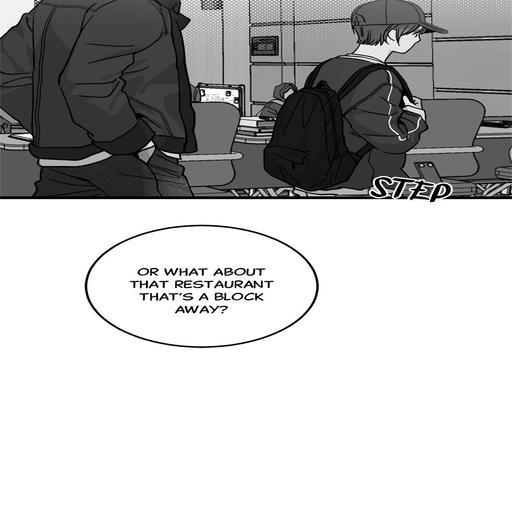 STEP
OR WHAT ABOUT
THAT RESTAURANT
THAT'S A BLOCK
AWAY?